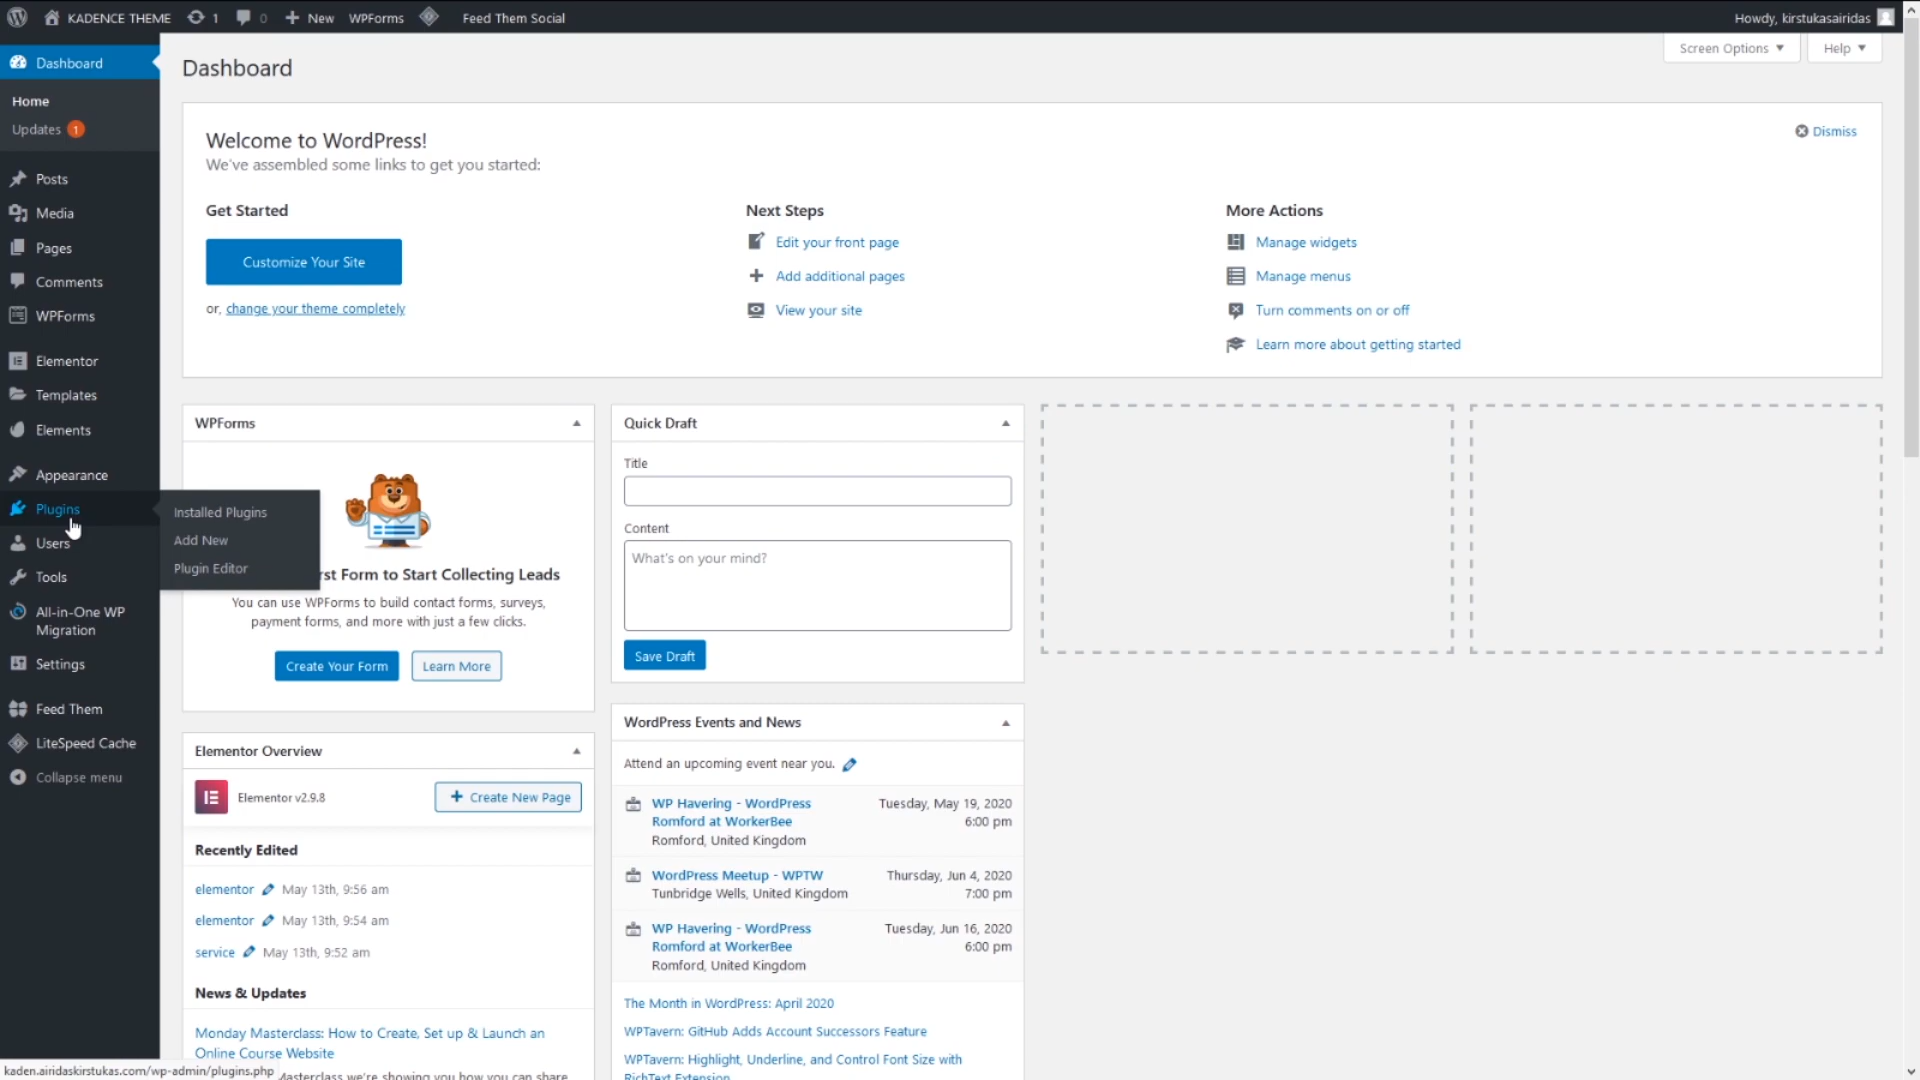 KADENCE THEME 1 0 New WPForms Feed Them Social Howdy, kirstukasairidas
Screen Options Help
Dashboard
Home
Updates 1
Posts
Media
Pages
Comments
WPForms
Elementor
Templates
Elements
Appearance
Plugins
Users
Tools
All-in-One WP
Migration
Settings
Feed Them
LiteSpeed Cache
Collapse menu
Installed Plugins
Add New
Plugin Editor
Dashboard
Welcome to WordPress!
We've assembled some links to get you started:
Dismiss
Get Started
Customize Your Site
or, change your theme completely
Next Steps
Edit your front page
Add additional pages
View your site
More Actions
Manage widgets
Manage menus
Turn comments on or off
Learn more about getting started
WPForms
rst Form to Start Collecting Leads
You can use WPForms to build contact forms, surveys,
payment forms, and more with just a few clicks.
Create Your Form Learn More
Elementor Overview
Elementor v2.9.8 Create New Page
Recently Edited
elementor May 13th, 9:56 am
elementor May 13th, 9:54 am
service May 13th, 9:52 am
News & Updates
Monday Masterclass: How to Create, Set up & Launch an
Online Course Website
Masterclass we're showing you how you can share
Quick Draft
Title
Content
What's on your mind?
Save Draft
WordPress Events and News
Attend an upcoming event near you.
WP Havering - WordPress Tuesday, May 19, 2020
Romford at WorkerBee 6:00 pm
Romford, United Kingdom
WordPress Meetup - WPTW Thursday, Jun 4, 2020
Tunbridge Wells, United Kingdom 7:00 pm
WP Havering - WordPress Tuesday, Jun 16, 2020
Romford at WorkerBee 6:00 pm
Romford, United Kingdom
The Month in WordPress: April 2020
WPTavern: GitHub Adds Account Successors Feature
WPTavern: Highlight, Underline, and Control Font Size with
RichText Extension
kaden.airidaskirstukas.com/wp-admin/plugins.php